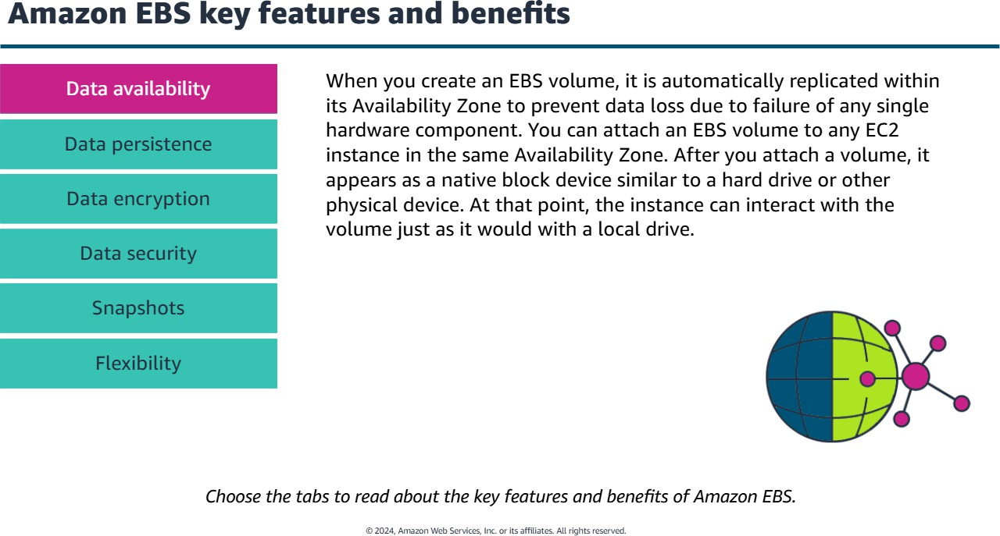 Amazon EBS key features and benefits
Data availability
Data persistence
Data encryption
Data security
Snapshots
Flexibility
When you create an EBS volume, it is automatically replicated within
its Availability Zone to prevent data loss due to failure of any single
hardware component. You can attach an EBS volume to any EC2
instance in the same Availability Zone. After you attach a volume, it
appears as a native block device similar to a hard drive or other
physical device. At that point, the instance can interact with the
volume just as it would with a local drive.
Choose the tabs to read about the key features and benefits of Amazon EBS.
© 2024, Amazon Web Services, Inc. or its affiliates. All rights reserved.